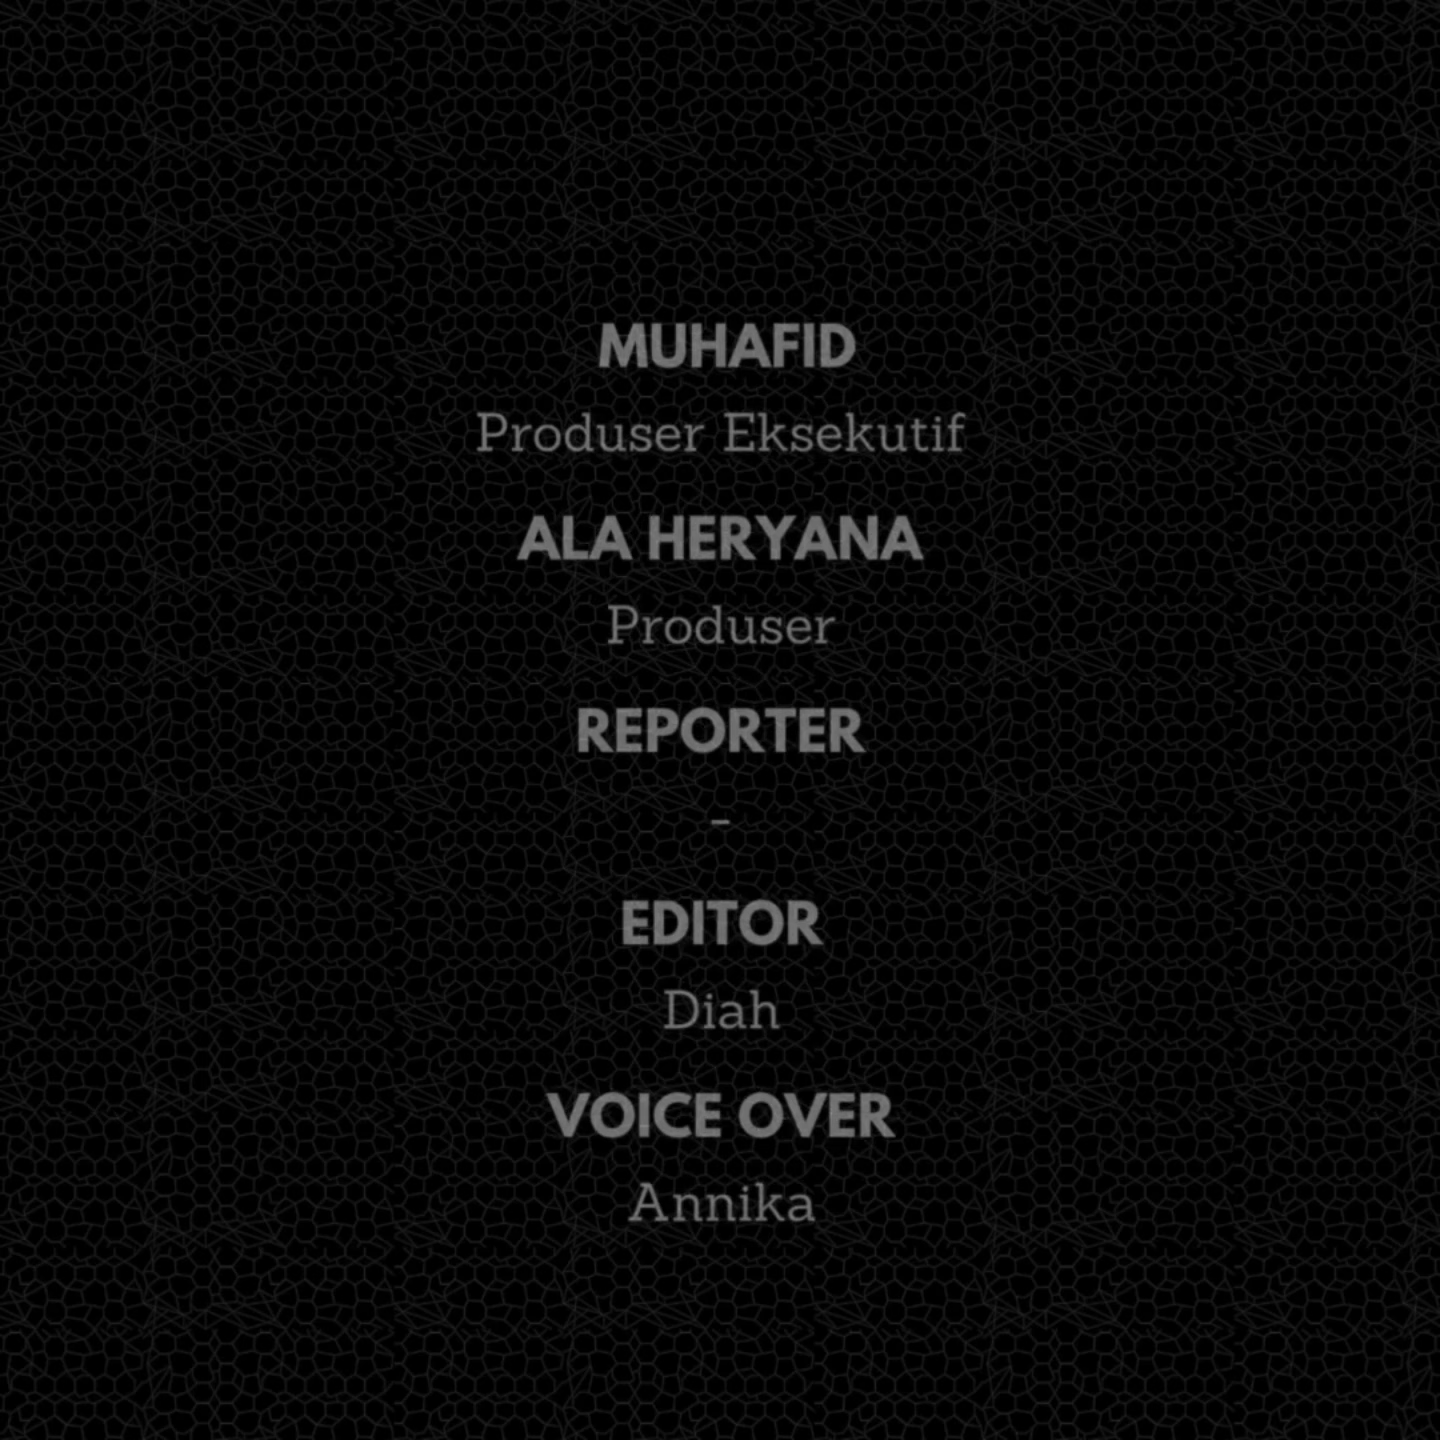 MUHAFID
Produser Eksekutif
ALA HERYANA
Produser
REPORTER
-
EDITOR
Diah
VOICE OVER
Annika